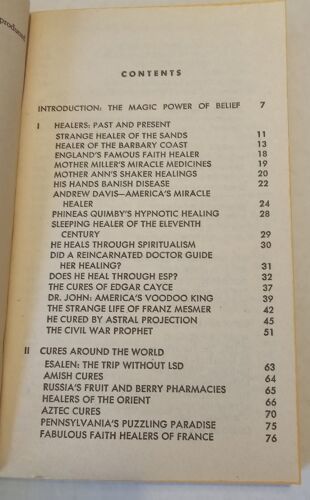 produced
CONTENTS
INTRODUCTION: THE MAGIC POWER OF BELIEF 7
I HEALERS: PAST AND PRESENT
STRANGE HEALER OF THE SANDS 11
HEALER OF THE BARBARY COAST 13
ENGLAND'S FAMOUS FAITH HEALER 18
MOTHER MILLER'S MIRACLE MEDICINES 19
MOTHER ANN'S SHAKER HEALINGS 20
HIS HANDS BANISH DISEASE 22
ANDREW DAVIS—AMERICA'S MIRACLE
HEALER 24
PHINEAS QUIMBY'S HYPNOTIC HEALING 28
SLEEPING HEALER OF THE ELEVENTH
CENTURY 29
HE HEALS THROUGH SPIRITUALISM 30
DID A REINCARNATED DOCTOR GUIDE
HER HEALING? 31
DOES HE HEAL THROUGH ESP? 32
THE CURES OF EDGAR CAYCE 37
DR. JOHN: AMERICA'S VOODOO KING 39
THE STRANGE LIFE OF FRANZ MESMER 42
HE CURED BY ASTRAL PROJECTION 45
THE CIVIL WAR PROPHET 51
II CURES AROUND THE WORLD
ESALEN: THE TRIP WITHOUT LSD 63
AMISH CURES 64
RUSSIA'S FRUIT AND BERRY PHARMACIES 65
HEALERS OF THE ORIENT 66
AZTEC CURES 70
PENNSYLVANIA'S PUZZLING PARADISE 75
FABULOUS FAITH HEALERS OF FRANCE 76